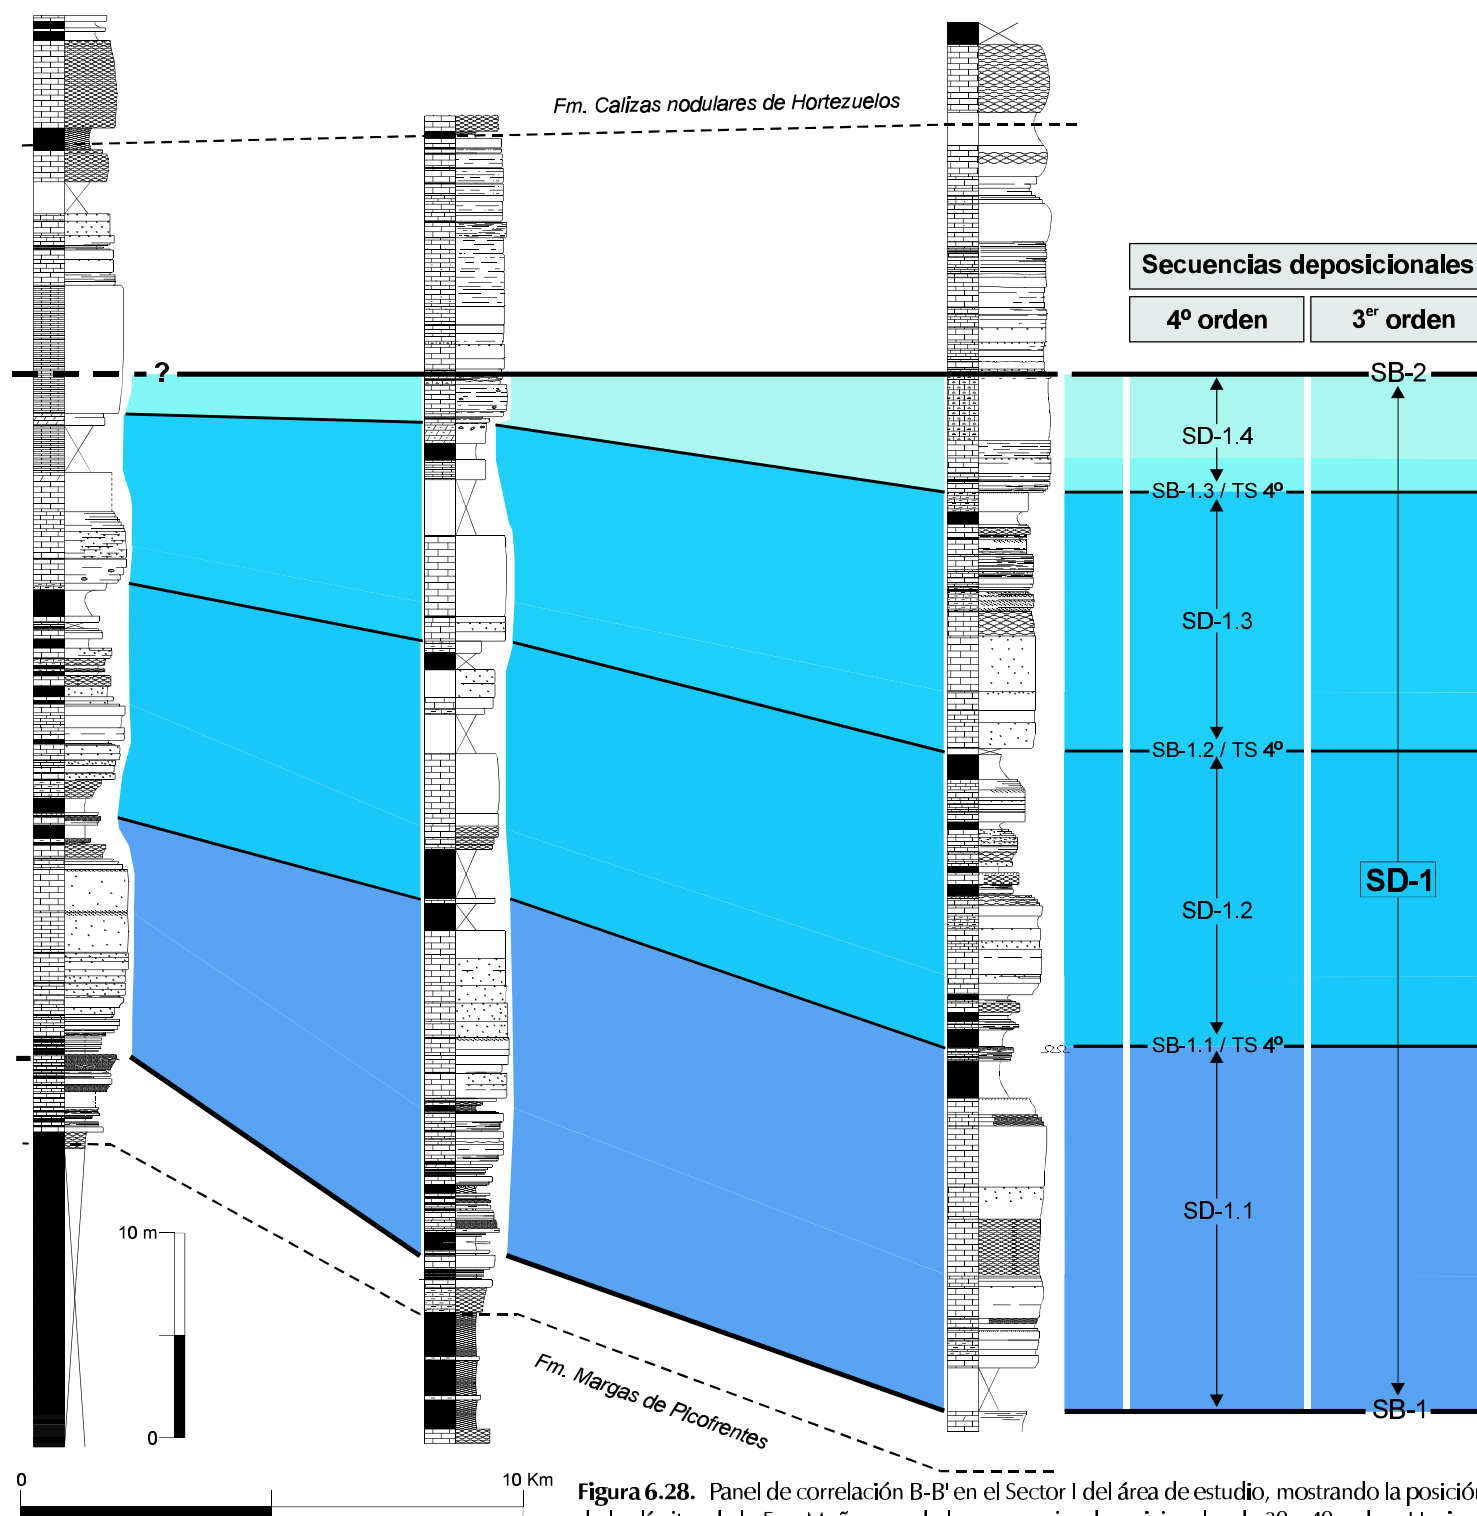 Fm. Calizas nodulares de Hortezuelos
Secuencias deposicionales
4º orden
3er orden
?
SB-2
SD-1.4
SB-1.3 / TS 4º
SD-1.3
SB-1.2 / TS 4º
SD-1
SD-1.2
SB-1.1 / TS 4º
SD-1.1
10 m
0
Fm. Margas de Picofrentes
SB-1
0
10 Km
Figura 6.28. Panel de correlación B-B' en el Sector I del área de estudio, mostrando la posición